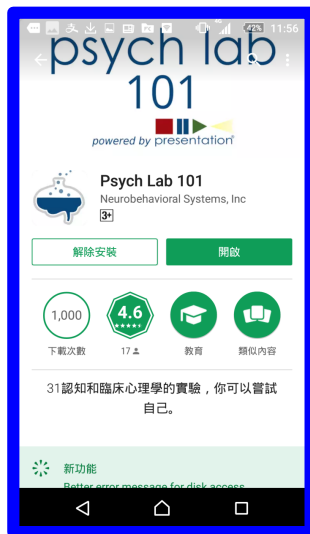 42% 11:56
psych lab
101
powered by presentation
Psych Lab 101
Neurobehavioral Systems, Inc
3+
解除安裝 開啟
1,000 4.6
下載次數 17 教育 類似內容
31認知和臨床心理學的實驗，你可以嘗試
自己。
新功能
Better error message for disk access